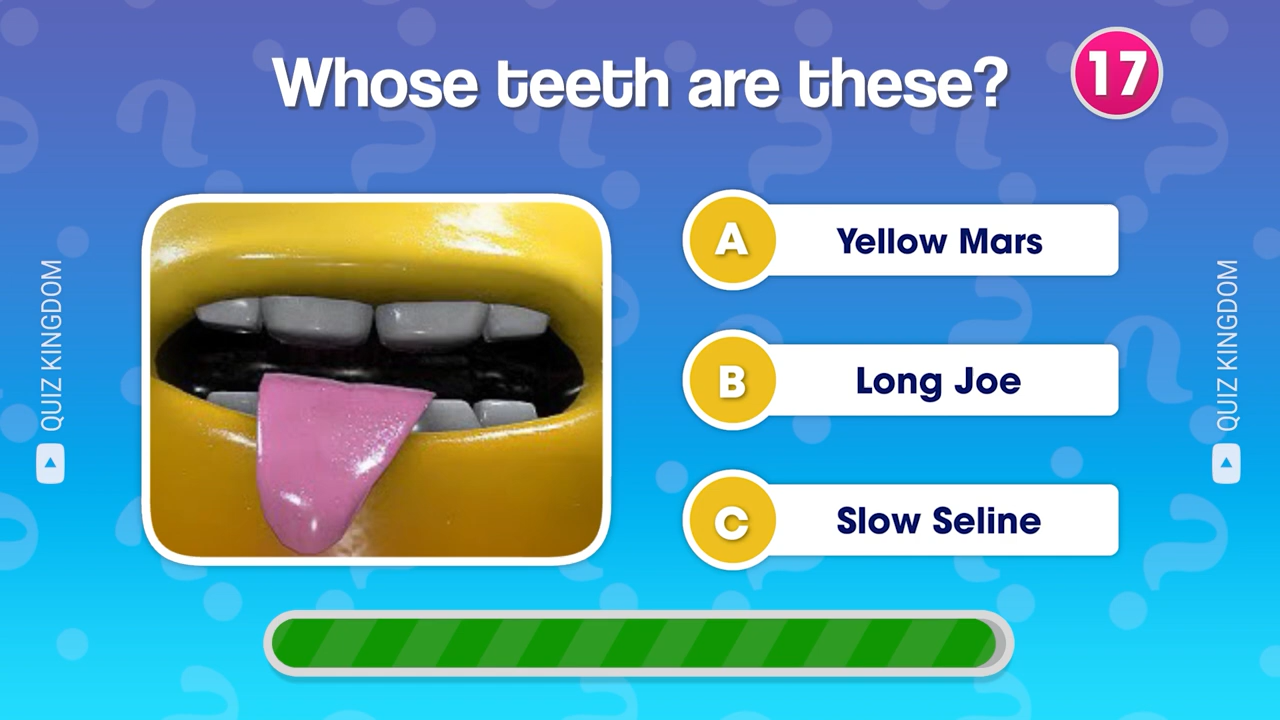 Whose teeth are these?
17
A
Yellow Mars
B
Long Joe
C
Slow Seline
QUIZ KINGDOM
QUIZ KINGDOM